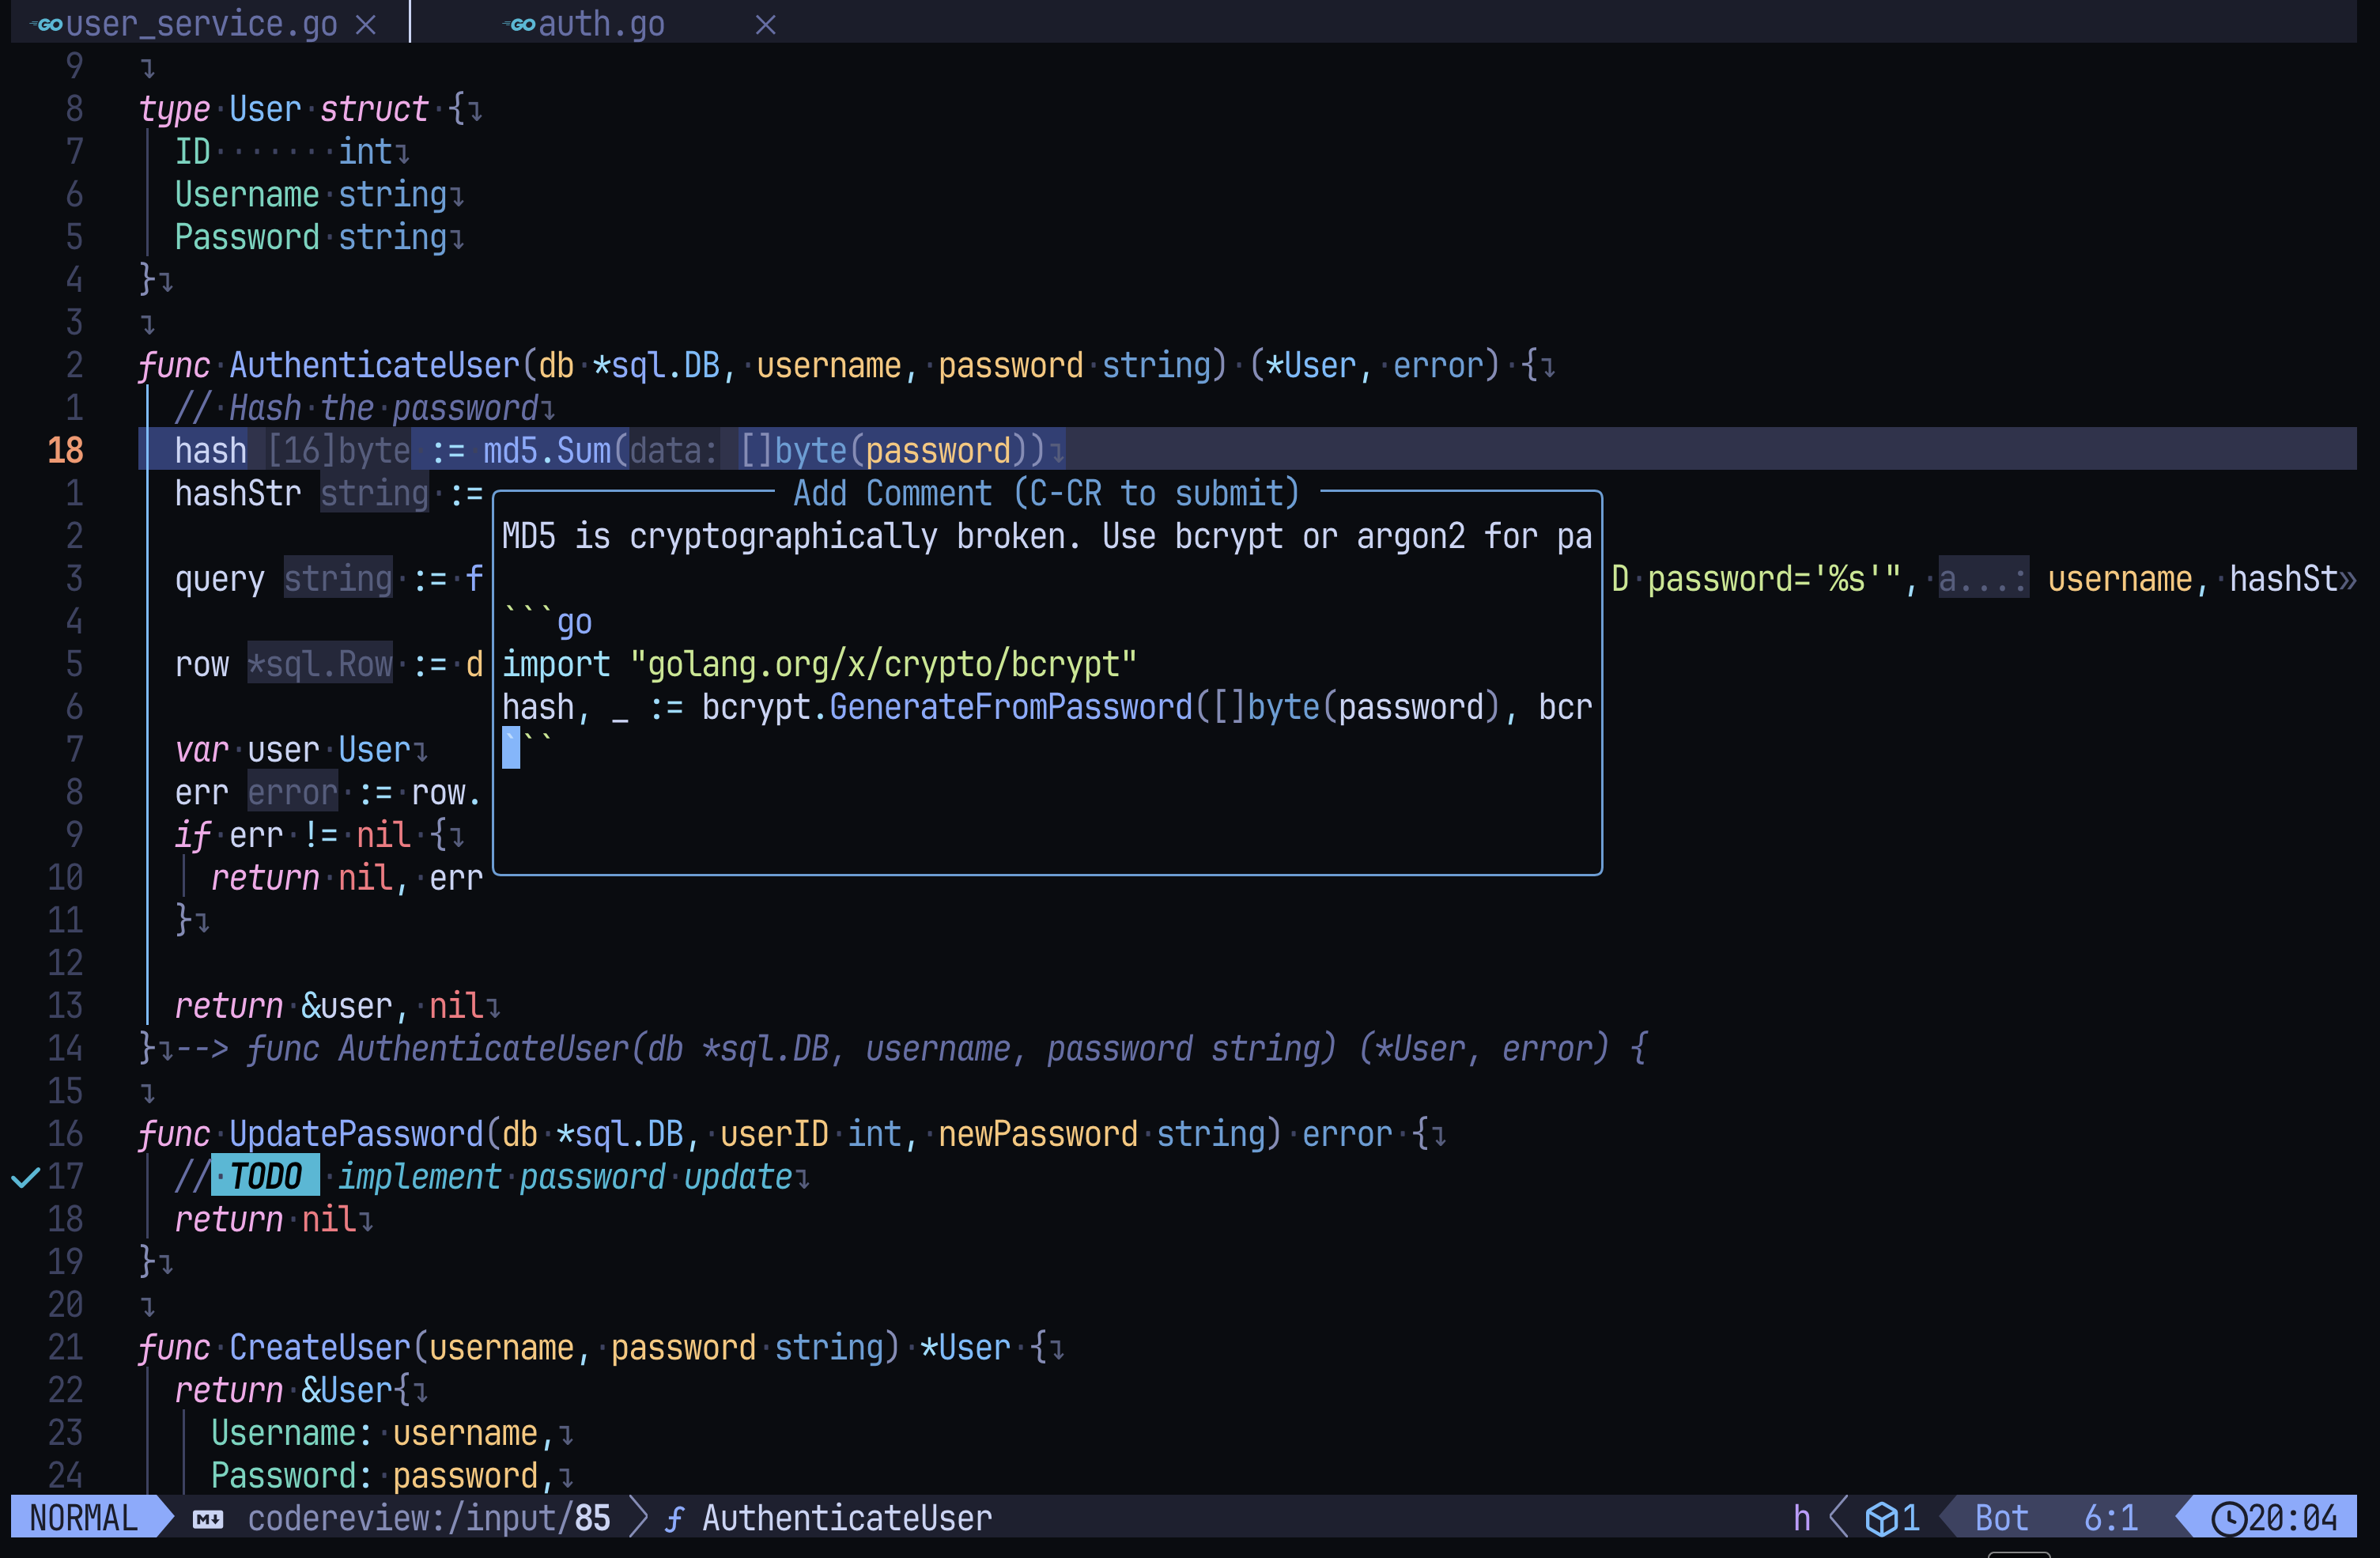 GO user_service.go ×
GO auth.go ×
9
8 type User struct {
7 ID int
6 Username string
5 Password string
4 }
3
2 func AuthenticateUser(db *sql.DB, username, password string) (*User, error) {
1 // Hash the password
18 hash [16]byte := md5.Sum(data: []byte(password))
1 hashStr string :=
Add Comment (C-CR to submit)
2
MD5 is cryptographically broken. Use bcrypt or argon2 for pa
3 query string := f
D password='%s'", a...: username, hashSt»
4
```go
5 row *sql.Row := d
import "golang.org/x/crypto/bcrypt"
6
hash, _ := bcrypt.GenerateFromPassword([]byte(password), bcr
7 var user User
```
8 err error := row.
9 if err != nil {
10 return nil, err
11 }
12
13 return &user, nil
14 }--> func AuthenticateUser(db *sql.DB, username, password string) (*User, error) {
15
16 func UpdatePassword(db *sql.DB, userID int, newPassword string) error {
✓ 17 // TODO implement password update
18 return nil
19 }
20
21 func CreateUser(username, password string) *User {
22 return &User{
23 Username: username,
24 Password: password,
NORMAL M↓ codereview:/input/85 f AuthenticateUser h 1 Bot 6:1 20:04